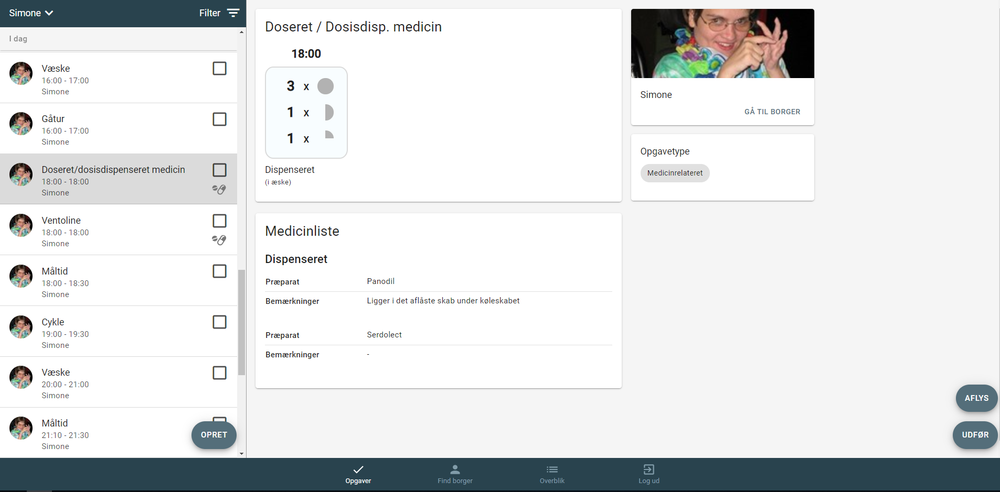 Simone
Filter
I dag
Væske
16:00 - 17:00
Simone
Gåtur
16:00 - 17:00
Simone
Doseret/dosisdispenseret medicin
18:00 - 18:00
Simone
Ventoline
18:00 - 18:00
Simone
Måltid
18:00 - 18:30
Simone
Cykle
19:00 - 19:30
Simone
Væske
20:00 - 21:00
Simone
Måltid
21:10 - 21:30
Simone
OPRET
Doseret / Dosisdisp. medicin
18:00
3 x
1 x
1 x
Dispenseret
(i æske)
Medicinliste
Dispenseret
Præparat Panodil
Bemærkninger Ligger i det aflåste skab under køleskabet
Præparat Serdolect
Bemærkninger -
Simone
GÅ TIL BORGER
Opgavetype
Medicinrelateret
AFLYS
UDFØR
Opgaver
Find borger
Overblik
Log ud